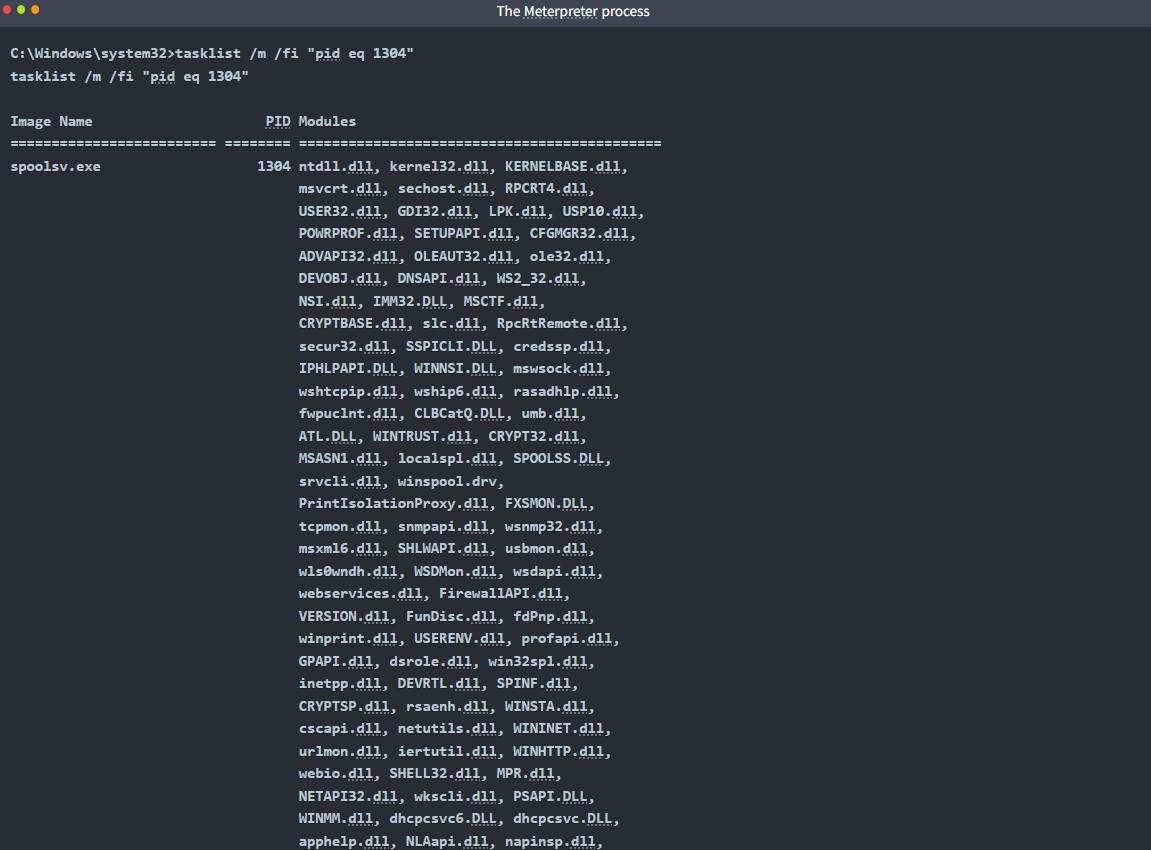 The Meterpreter process
C:\Windows\system32>tasklist /m /fi "pid eq 1304"
tasklist /m /fi "pid eq 1304"
Image Name                     PID Modules
========================= ======== ============================================
spoolsv.exe                   1304 ntdll.dll, kernel32.dll, KERNELBASE.dll,
msvcrt.dll, sechost.dll, RPCRT4.dll,
USER32.dll, GDI32.dll, LPK.dll, USP10.dll,
POWRPROF.dll, SETUPAPI.dll, CFGMGR32.dll,
ADVAPI32.dll, OLEAUT32.dll, ole32.dll,
DEVOBJ.dll, DNSAPI.dll, WS2_32.dll,
NSI.dll, IMM32.DLL, MSCTF.dll,
CRYPTBASE.dll, slc.dll, RpcRtRemote.dll,
secur32.dll, SSPICLI.DLL, credssp.dll,
IPHLPAPI.DLL, WINNSI.DLL, mswsock.dll,
wshtcpip.dll, wship6.dll, rasadhlp.dll,
fwpuclnt.dll, CLBCatQ.DLL, umb.dll,
ATL.DLL, WINTRUST.dll, CRYPT32.dll,
MSASN1.dll, localspl.dll, SPOOLSS.DLL,
srvcli.dll, winspool.drv,
PrintIsolationProxy.dll, FXSMON.DLL,
tcpmon.dll, snmpapi.dll, wsnmp32.dll,
msxml6.dll, SHLWAPI.dll, usbmon.dll,
wls0wndh.dll, WSDMon.dll, wsdapi.dll,
webservices.dll, FirewallAPI.dll,
VERSION.dll, FunDisc.dll, fdPnp.dll,
winprint.dll, USERENV.dll, profapi.dll,
GPAPI.dll, dsrole.dll, win32spl.dll,
inetpp.dll, DEVRTL.dll, SPINF.dll,
CRYPTSP.dll, rsaenh.dll, WINSTA.dll,
cscapi.dll, netutils.dll, WININET.dll,
urlmon.dll, iertutil.dll, WINHTTP.dll,
webio.dll, SHELL32.dll, MPR.dll,
NETAPI32.dll, wkscli.dll, PSAPI.DLL,
WINMM.dll, dhcpcsvc6.DLL, dhcpcsvc.DLL,
apphelp.dll, NLAapi.dll, napinsp.dll,